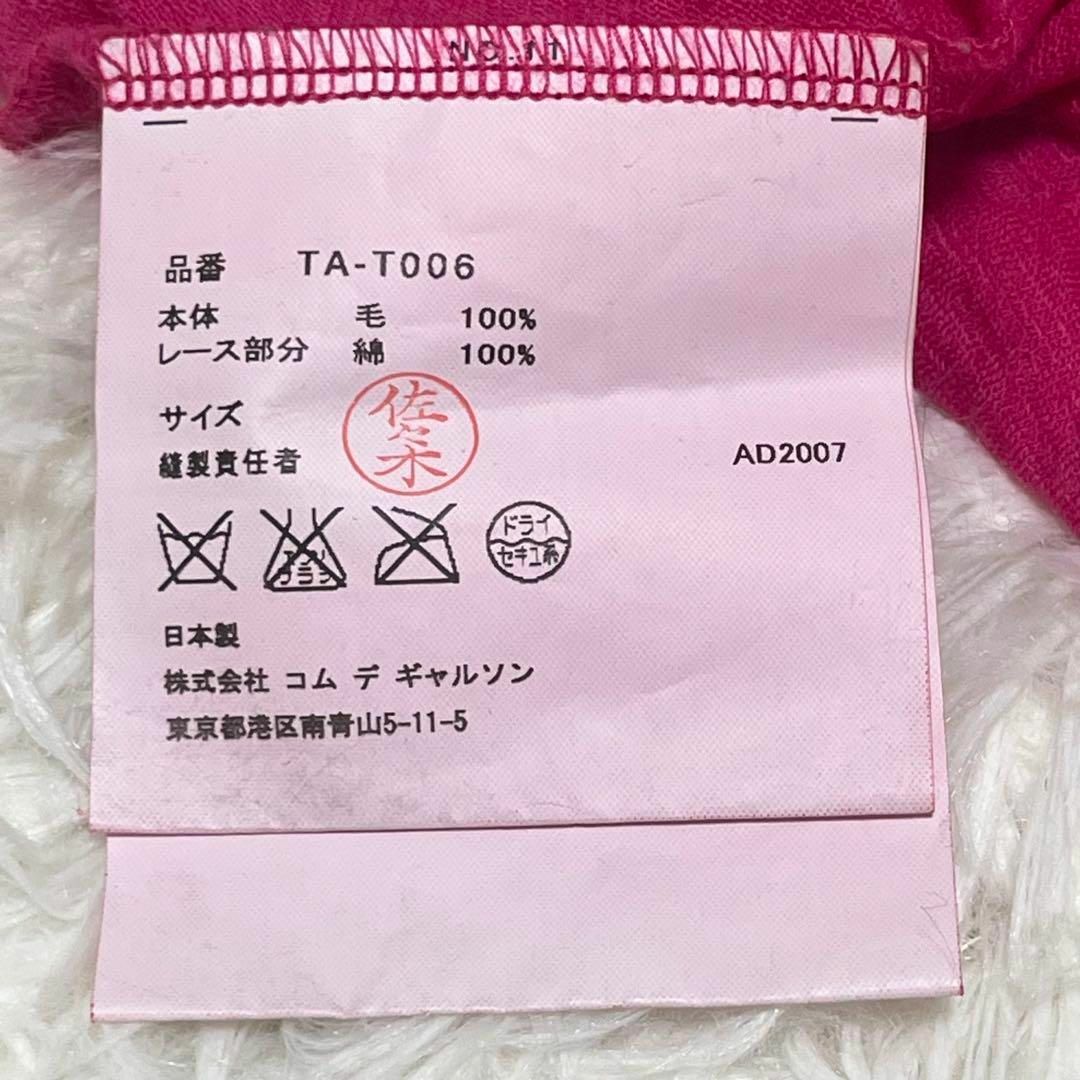 NO.11
品番 TA-T006
本体 毛 100%
レース部分 綿 100%
サイズ
縫製責任者
AD2007
ドライ
セキユ系
日本製
株式会社 コム デ ギャルソン
東京都港区南青山5-11-5